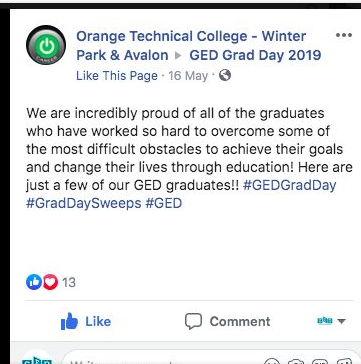 Orange Technical College - Winter
Park & Avalon ▸ GED Grad Day 2019
Like This Page · 16 May ·
We are incredibly proud of all of the graduates
who have worked so hard to overcome some of
the most difficult obstacles to achieve their goals
and change their lives through education! Here are
just a few of our GED graduates!! #GEDGradDay
#GradDaySweeps #GED
13
Like Comment